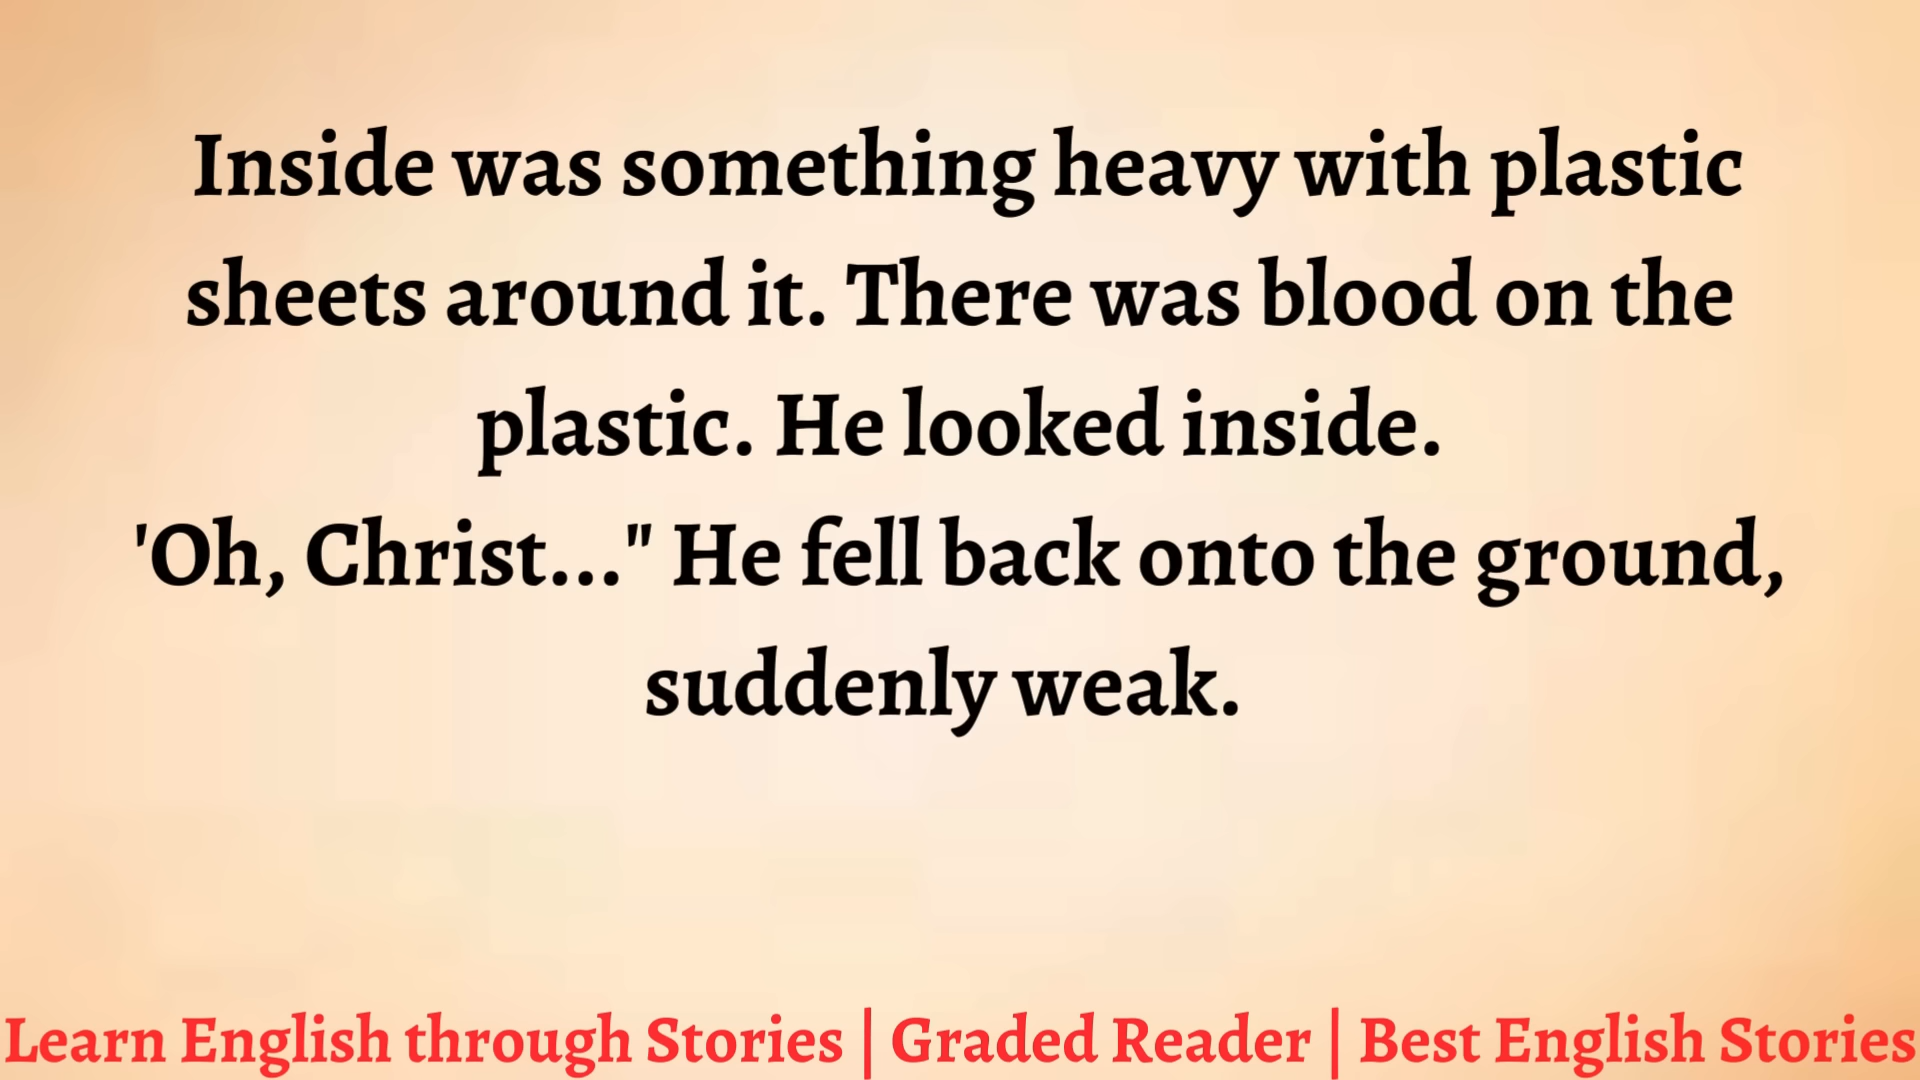 Inside was something heavy with plastic
sheets around it. There was blood on the
plastic. He looked inside.
'Oh, Christ..." He fell back onto the ground,
suddenly weak.
Learn English through Stories | Graded Reader | Best English Stories